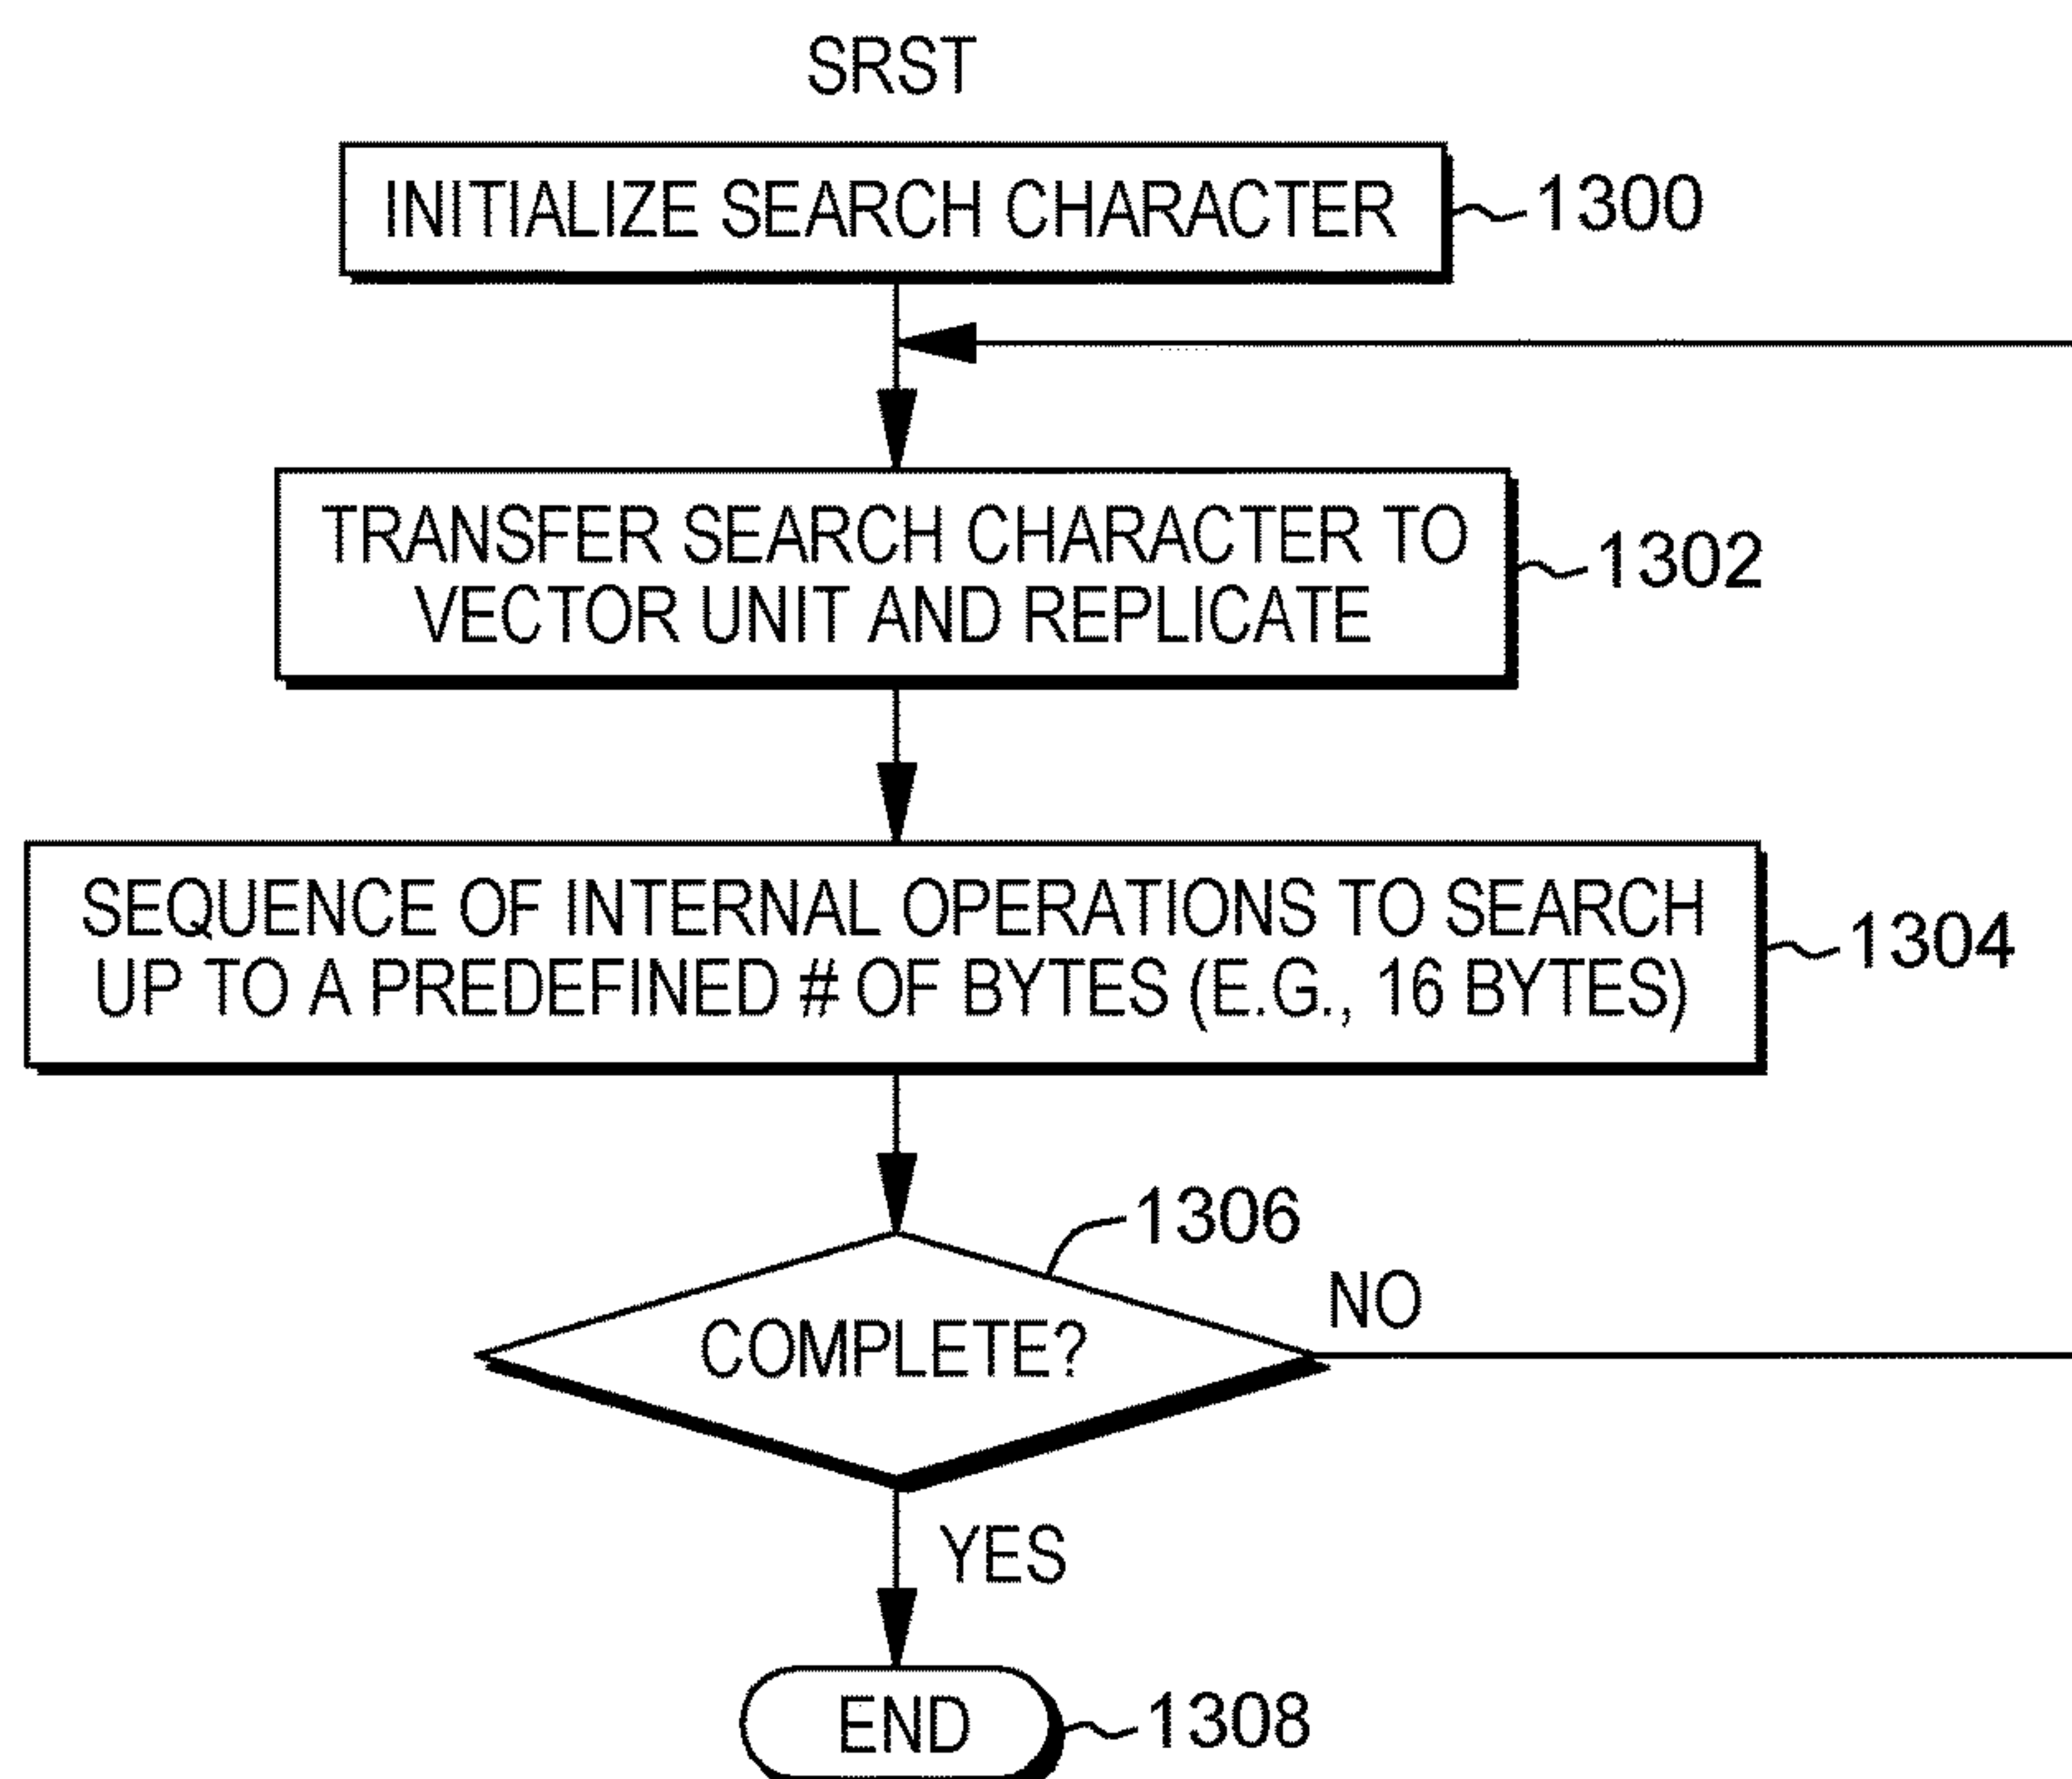 SRST
INITIALIZE SEARCH CHARACTER
1300
TRANSFER SEARCH CHARACTER TO
VECTOR UNIT AND REPLICATE
1302
SEQUENCE OF INTERNAL OPERATIONS TO SEARCH
UP TO A PREDEFINED # OF BYTES (E.G., 16 BYTES)
1304
1306
COMPLETE?
NO
YES
END
1308